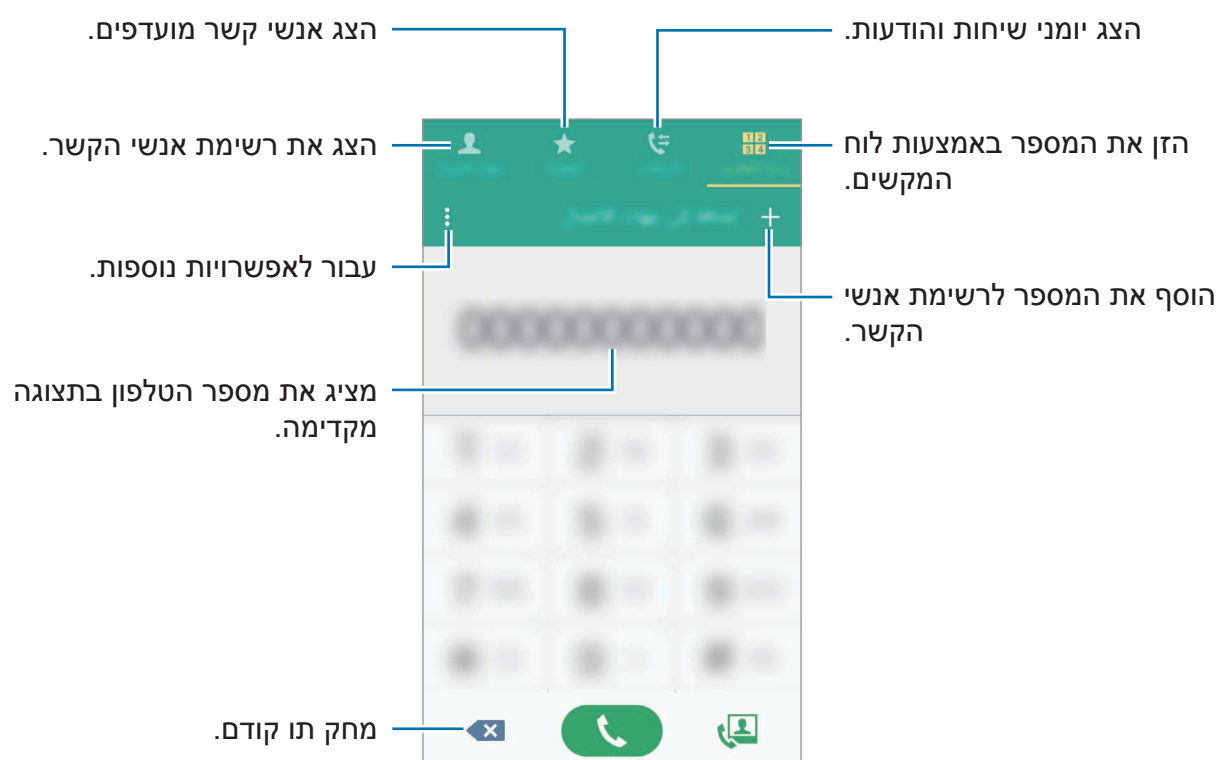 הצג יומני שיחות והודעות.
הצג אנשי קשר מועדפים.
הזן את המספר באמצעות לוח
המקשים.
הצג את רשימת אנשי הקשר.
עבור לאפשרויות נוספות.
הוסף את המספר לרשימת אנשי
הקשר.
מציג את מספר הטלפון בתצוגה
מקדימה.
מחק תו קודם.